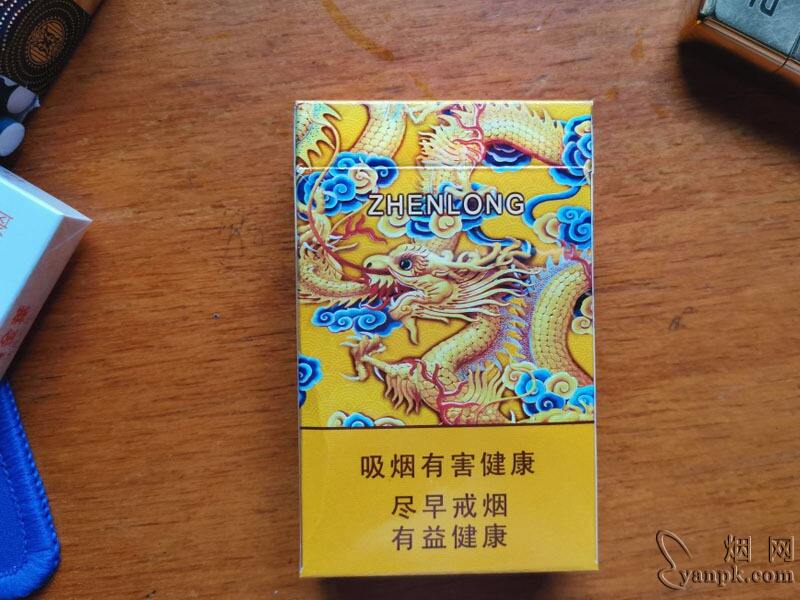 ZHENLONG
吸烟有害健康
尽早戒烟
有益健康
烟网
yanpk.com